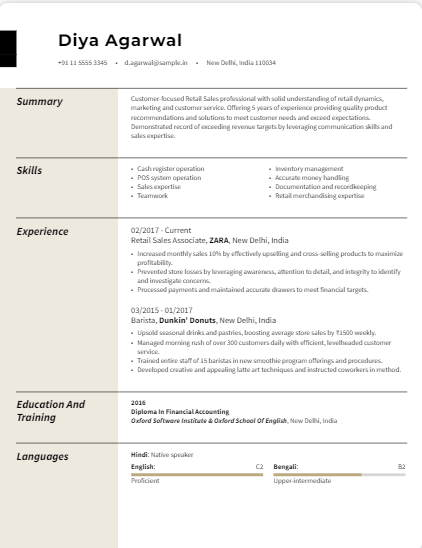 Diya Agarwal
+91 11 5555 3345 • d.agarwal@sample.in • New Delhi, India 110034
Summary
Customer-focused Retail Sales professional with solid understanding of retail dynamics,
marketing and customer service. Offering 5 years of experience providing quality product
recommendations and solutions to meet customer needs and exceed expectations.
Demonstrated record of exceeding revenue targets by leveraging communication skills and
sales expertise.
Skills
• Cash register operation
• POS system operation
• Sales expertise
• Teamwork
• Inventory management
• Accurate money handling
• Documentation and recordkeeping
• Retail merchandising expertise
Experience
02/2017 - Current
Retail Sales Associate, ZARA, New Delhi, India
• Increased monthly sales 10% by effectively upselling and cross-selling products to maximize
profitability.
• Prevented store losses by leveraging awareness, attention to detail, and integrity to identify
and investigate concerns.
• Processed payments and maintained accurate drawers to meet financial targets.
03/2015 - 01/2017
Barista, Dunkin' Donuts, New Delhi, India
• Upsold seasonal drinks and pastries, boosting average store sales by ₹1500 weekly.
• Managed morning rush of over 300 customers daily with efficient, levelheaded customer
service.
• Trained entire staff of 15 baristas in new smoothie program offerings and procedures.
• Developed creative and appealing latte art techniques and instructed coworkers in method.
Education And
Training
2016
Diploma In Financial Accounting
Oxford Software Institute & Oxford School Of English, New Delhi, India
Languages
Hindi: Native speaker
English: C2
Proficient
Bengali: B2
Upper-intermediate